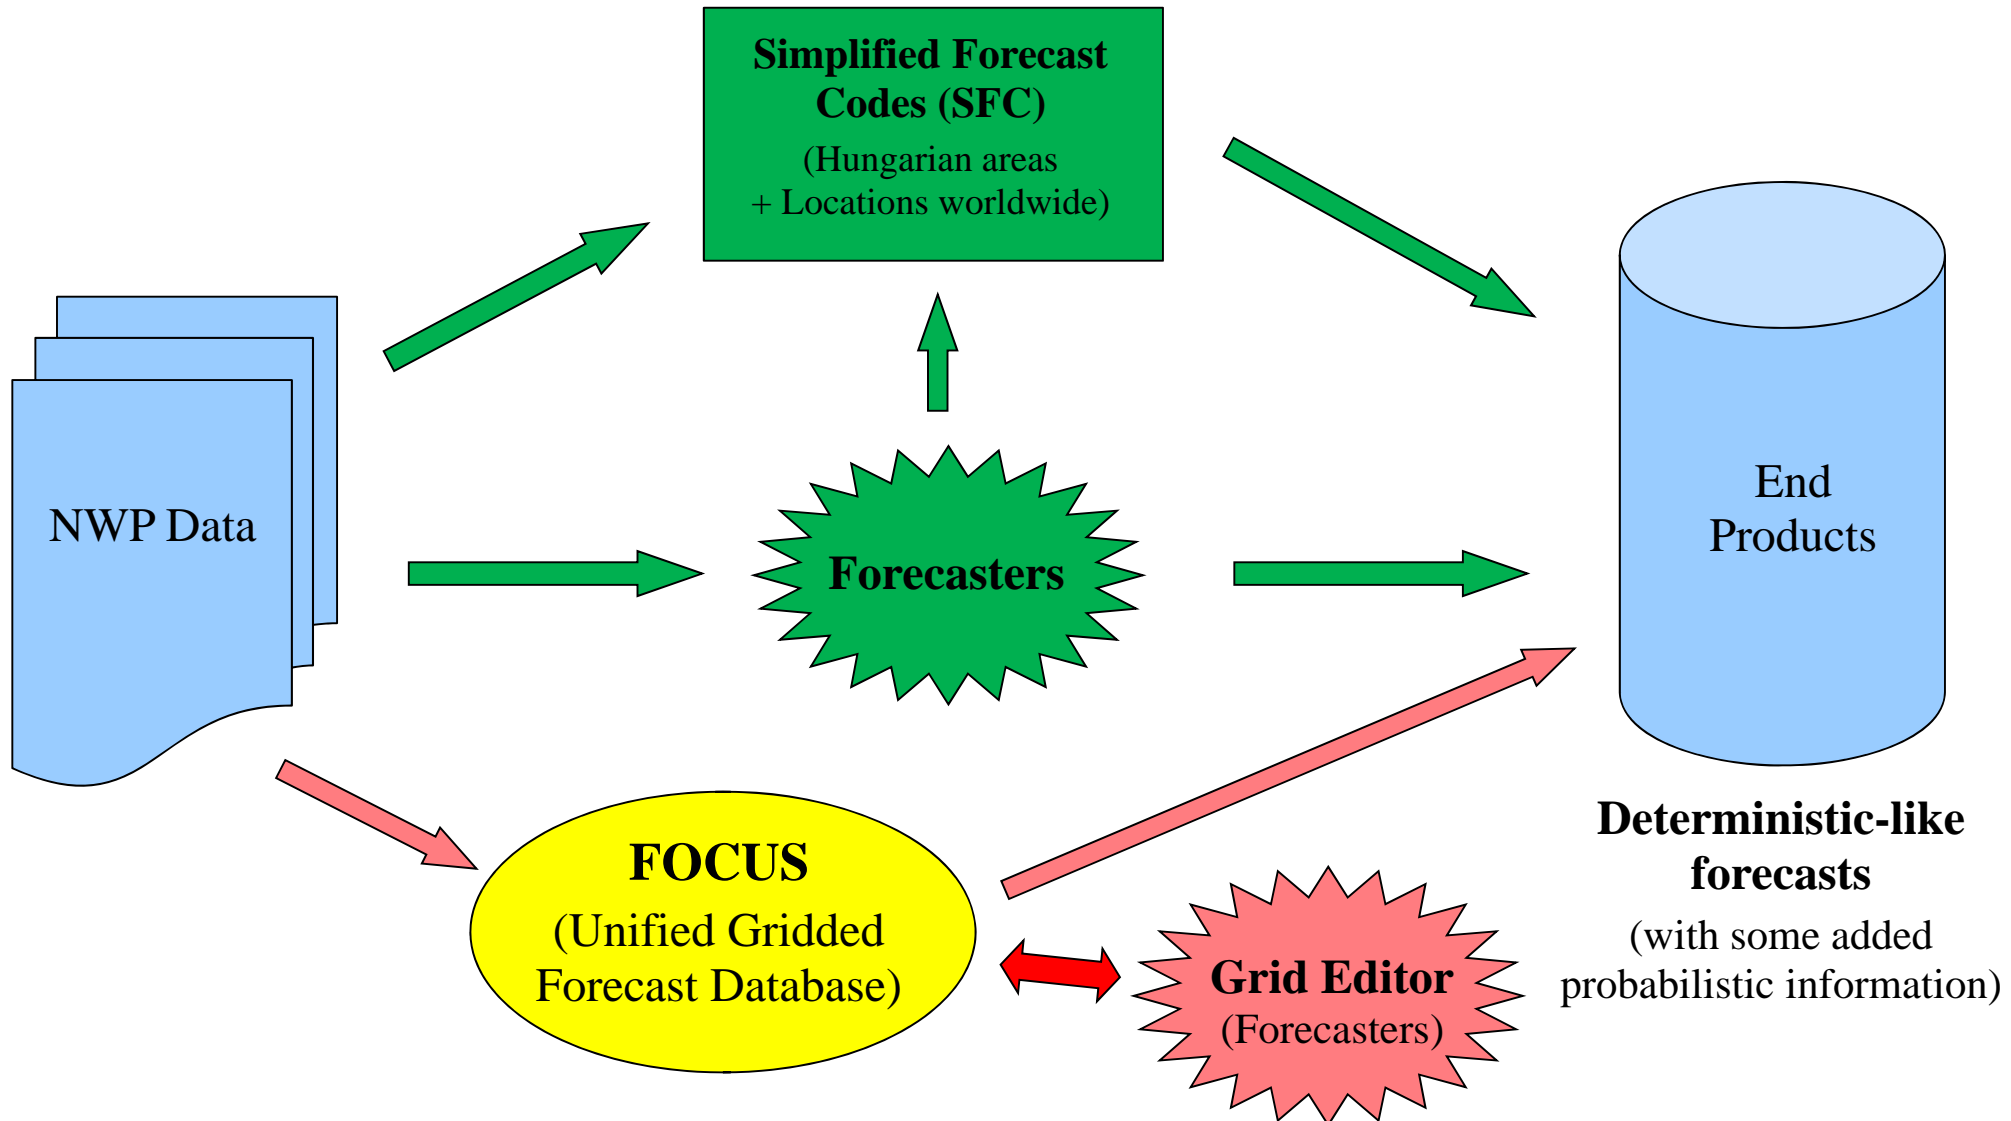 Simplified Forecast
Codes (SFC)
(Hungarian areas
+ Locations worldwide)
NWP Data
Forecasters
End
Products
FOCUS
(Unified Gridded
Forecast Database)
Grid Editor
(Forecasters)
Deterministic-like
forecasts
(with some added
probabilistic information)